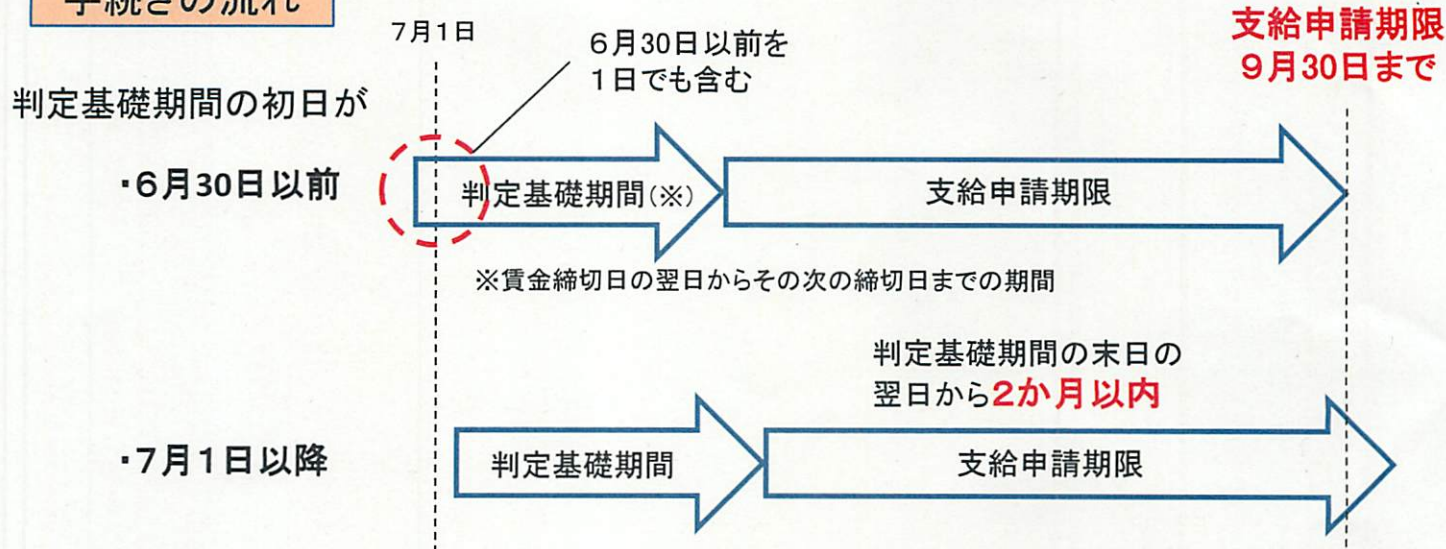 手続きの流れ
7月1日
6月30日以前を
1日でも含む
支給申請期限
9月30日まで
判定基礎期間の初日が
・6月30日以前
判定基礎期間(※)
支給申請期限
※賃金締切日の翌日からその次の締切日までの期間
判定基礎期間の末日の
翌日から2か月以内
・7月1日以降
判定基礎期間
支給申請期限